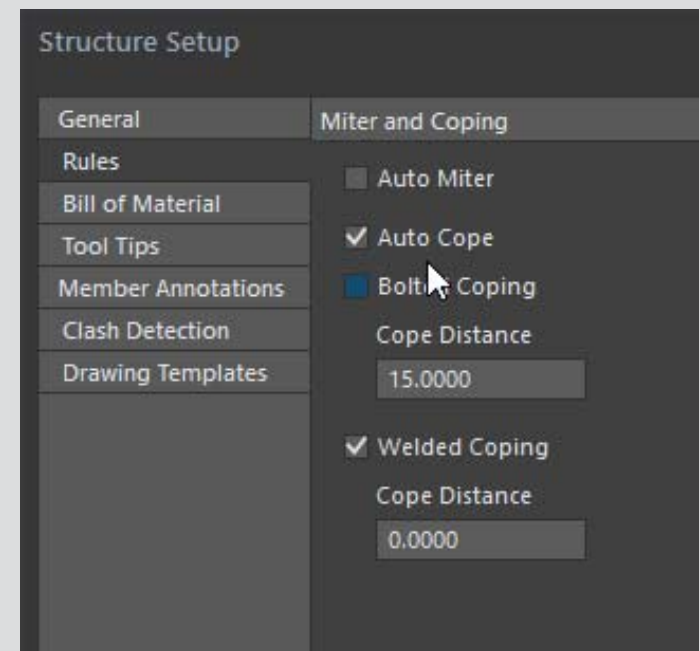 Structure Setup
General
Rules
Bill of Material
Tool Tips
Member Annotations
Clash Detection
Drawing Templates
Miter and Coping
Auto Miter
Auto Cope
Bolted Coping
Cope Distance
15.0000
Welded Coping
Cope Distance
0.0000